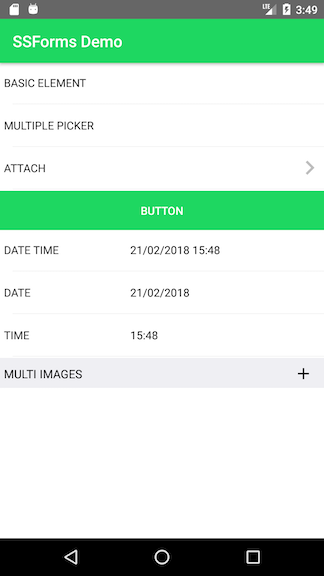 LTE 3:49
SSForms Demo
BASIC ELEMENT
MULTIPLE PICKER
ATTACH
BUTTON
DATE TIME 21/02/2018 15:48
DATE 21/02/2018
TIME 15:48
MULTI IMAGES +